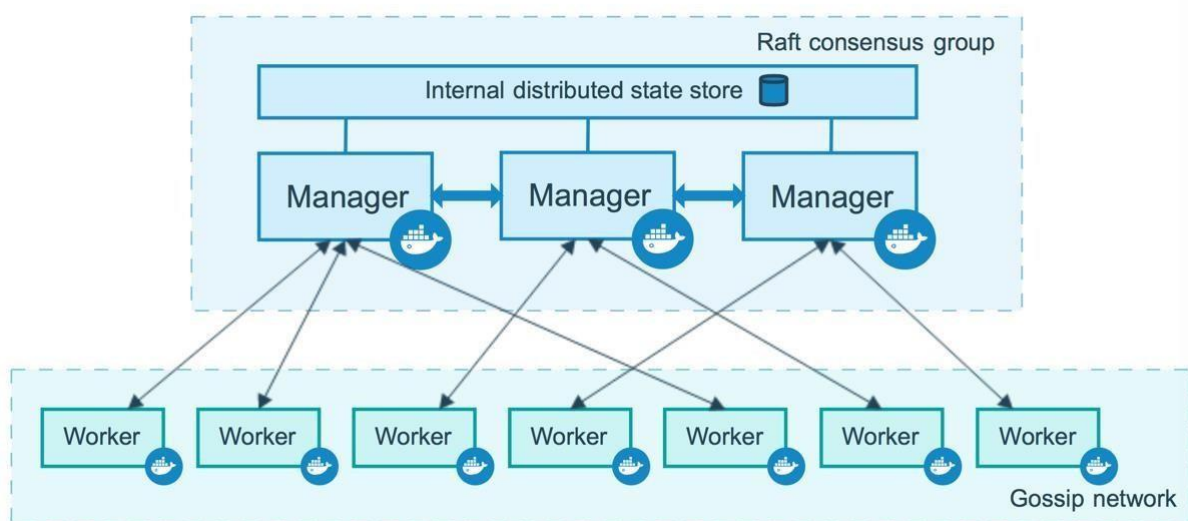 Raft consensus group
Internal distributed state store
Manager
Manager
Manager
Worker
Worker
Worker
Worker
Worker
Worker
Worker
Gossip network